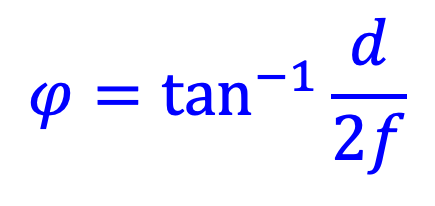 φ = tan⁻¹ d/2f